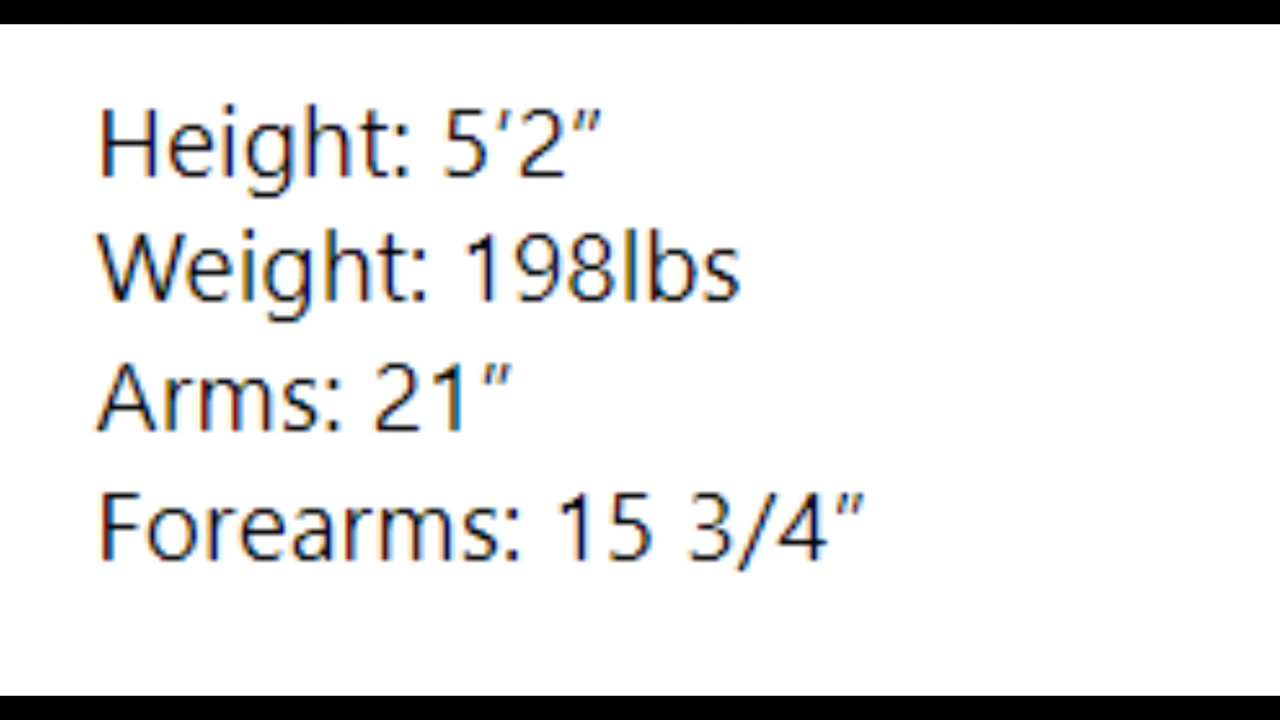 Height: 5’2”
Weight: 198lbs
Arms: 21”
Forearms: 15 3/4”